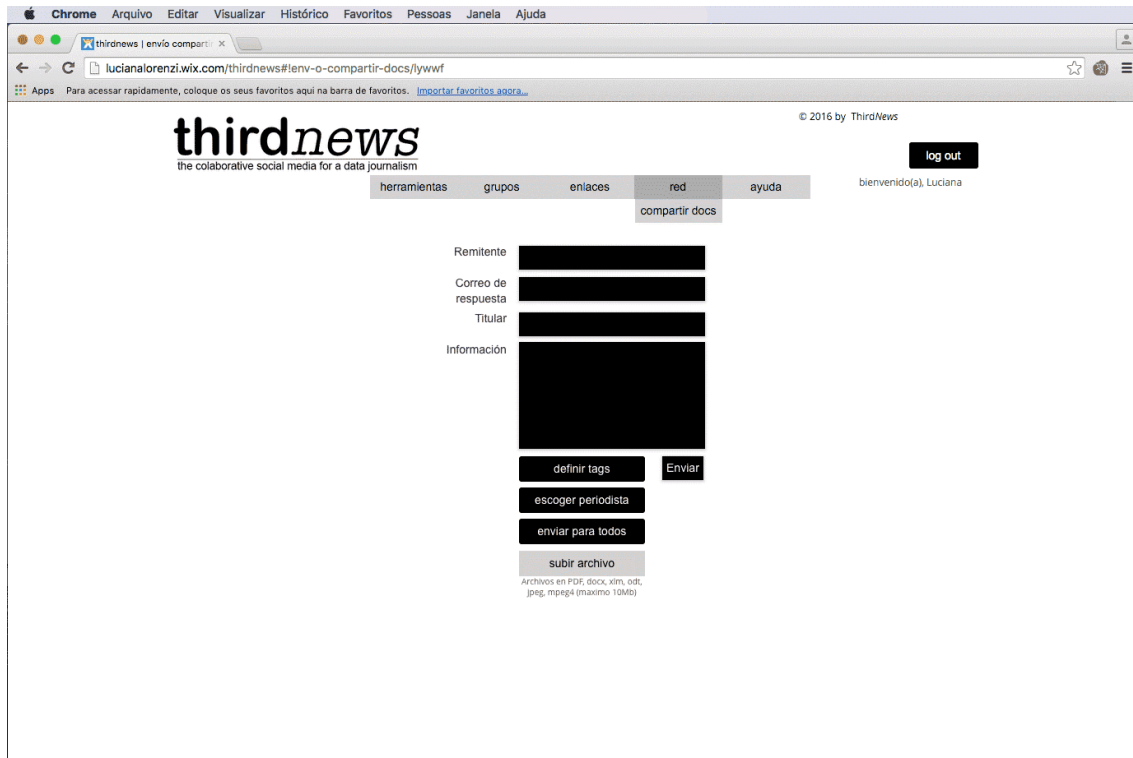 Chrome Arquivo Editar Visualizar Histórico Favoritos Pessoas Janela Ajuda
thirdnews | envío comparti
lucianalorenzi.wix.com/thirdnews#!env-o-compartir-docs/lywwf
Apps Para acessar rapidamente, coloque os seus favoritos aqui na barra de favoritos. Importar favoritos agora...
© 2016 by ThirdNews
thirdnews
the colaborative social media for a data journalism
log out
bienvenido(a), Luciana
herramientas grupos enlaces red ayuda
compartir docs
Remitente
Correo de
respuesta
Titular
Información
definir tags Enviar
escoger periodista
enviar para todos
subir archivo
Archivos en PDF, docx, xlm, odt,
jpeg, mpeg4 (maximo 10Mb)